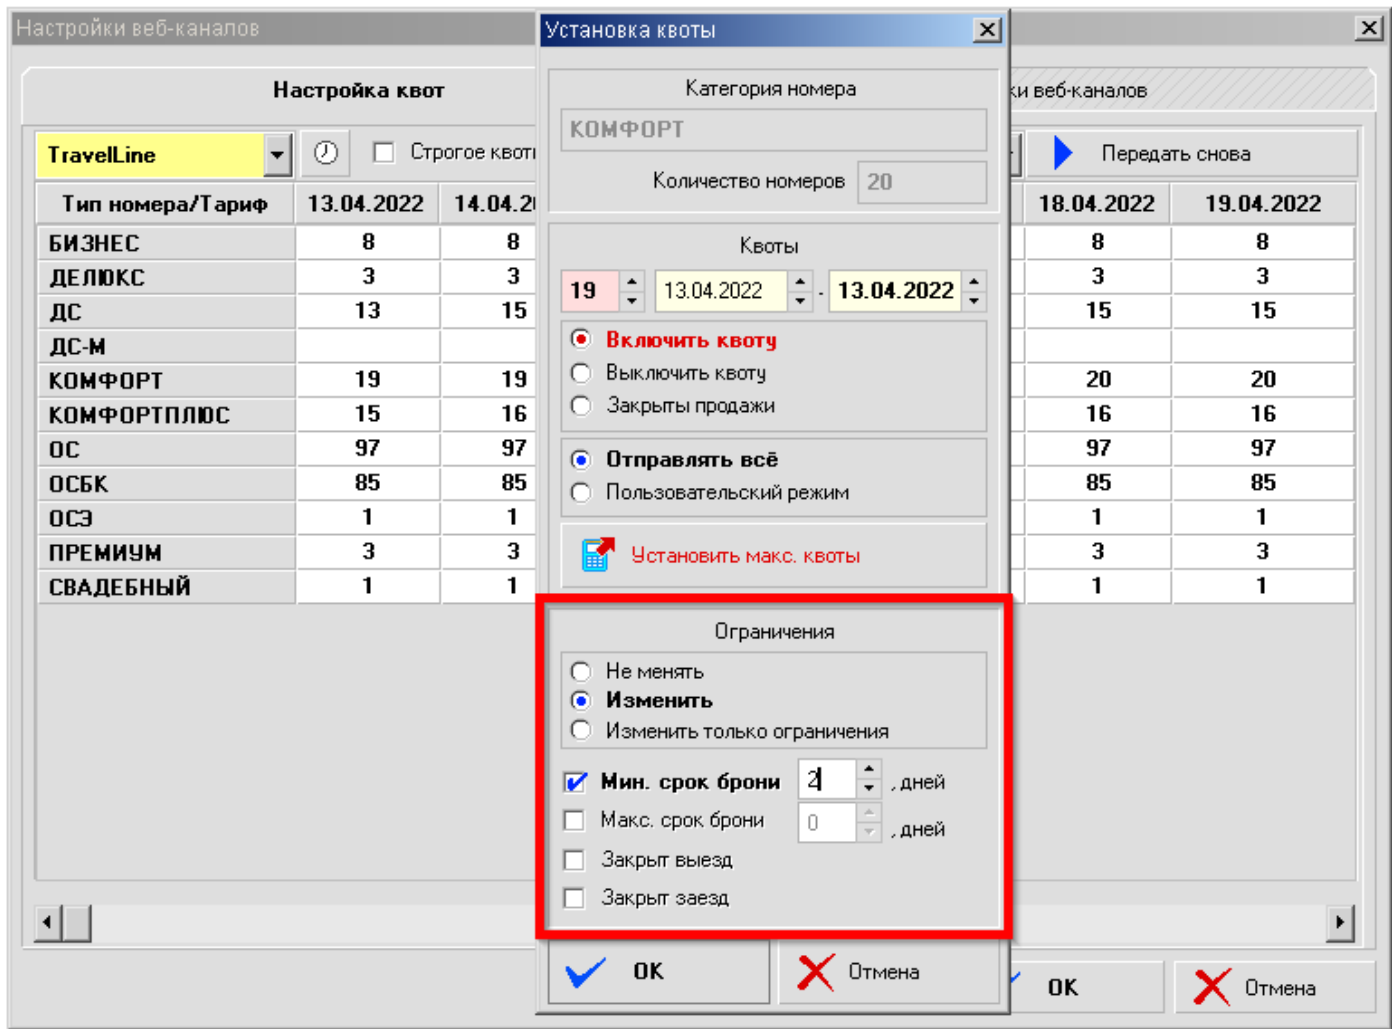 Настройки веб-каналов
Установка квоты
Настройка квот
ки веб-каналов
Категория номера
КОМФОРТ
Количество номеров 20
TravelLine
Строгое квот
Передать снова
Тип номера/Тариф 13.04.2022 14.04.2 18.04.2022 19.04.2022
БИЗНЕС 8 8 8 8
ДЕЛЮКС 3 3 3 3
ДС 13 15 15 15
ДС-М
КОМФОРТ 19 19 20 20
КОМФОРТПЛЮС 15 16 16 16
ОС 97 97 97 97
ОСБК 85 85 85 85
ОСЭ 1 1 1 1
ПРЕМИУМ 3 3 3 3
СВАДЕБНЫЙ 1 1 1 1
Квоты
19 13.04.2022 - 13.04.2022
Включить квоту
Выключить квоту
Закрыты продажи
Отправлять всё
Пользовательский режим
Установить макс. квоты
Ограничения
Не менять
Изменить
Изменить только ограничения
Мин. срок брони 2 , дней
Макс. срок брони 0 , дней
Закрыт выезд
Закрыт заезд
OK Отмена
OK Отмена